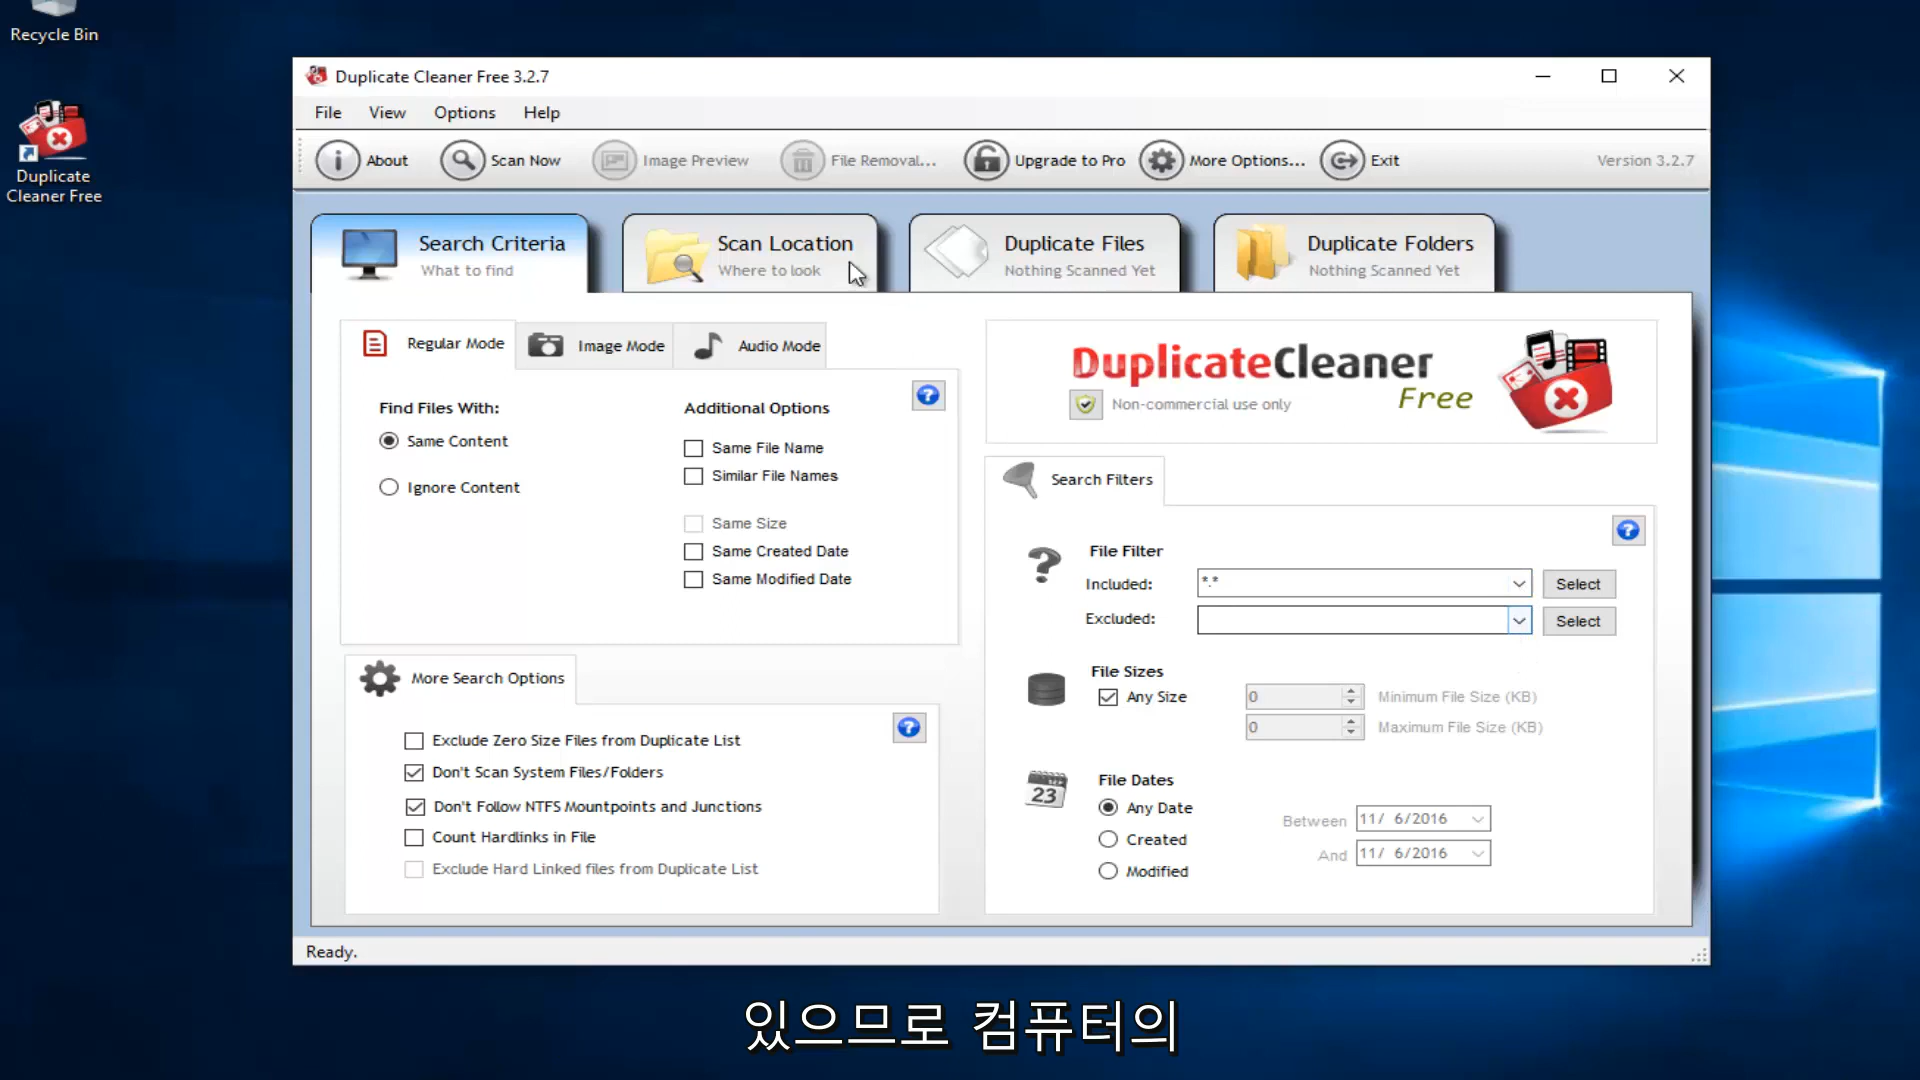 Recycle Bin
Duplicate
Cleaner Free
Duplicate Cleaner Free 3.2.7
File View Options Help
About Scan Now Image Preview File Removal... Upgrade to Pro More Options... Exit Version 3.2.7
Search Criteria
What to find
Scan Location
Where to look
Duplicate Files
Nothing Scanned Yet
Duplicate Folders
Nothing Scanned Yet
Regular Mode Image Mode Audio Mode
Find Files With:
Same Content
Ignore Content
Additional Options
Same File Name
Similar File Names
Same Size
Same Created Date
Same Modified Date
More Search Options
Exclude Zero Size Files from Duplicate List
Don't Scan System Files/Folders
Don't Follow NTFS Mountpoints and Junctions
Count Hardlinks in File
Exclude Hard Linked files from Duplicate List
DuplicateCleaner
Free
Non-commercial use only
Search Filters
File Filter
Included: *.* Select
Excluded: Select
File Sizes
Any Size 0 Minimum File Size (KB)
0 Maximum File Size (KB)
SEP
23
File Dates
Any Date
Created
Modified
Between 11/ 6/2016
And 11/ 6/2016
Ready.
있으므로 컴퓨터의